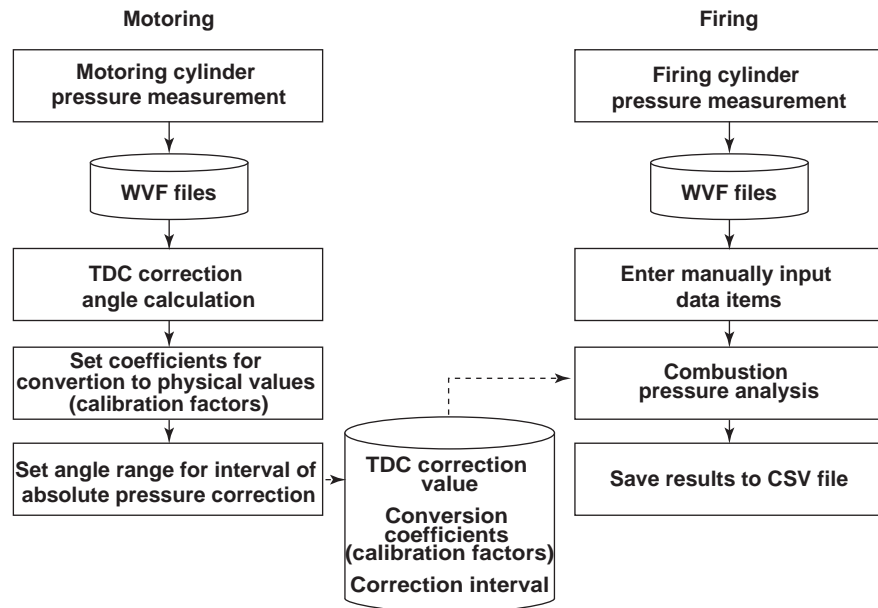 Motoring
Motoring cylinder
pressure measurement
WVF files
TDC correction
angle calculation
Set coefficients for
convertion to physical values
(calibration factors)
Set angle range for interval of
absolute pressure correction
TDC correction
value
Conversion
coefficients
(calibration factors)
Correction interval
Firing
Firing cylinder
pressure measurement
WVF files
Enter manually input
data items
Combustion
pressure analysis
Save results to CSV file